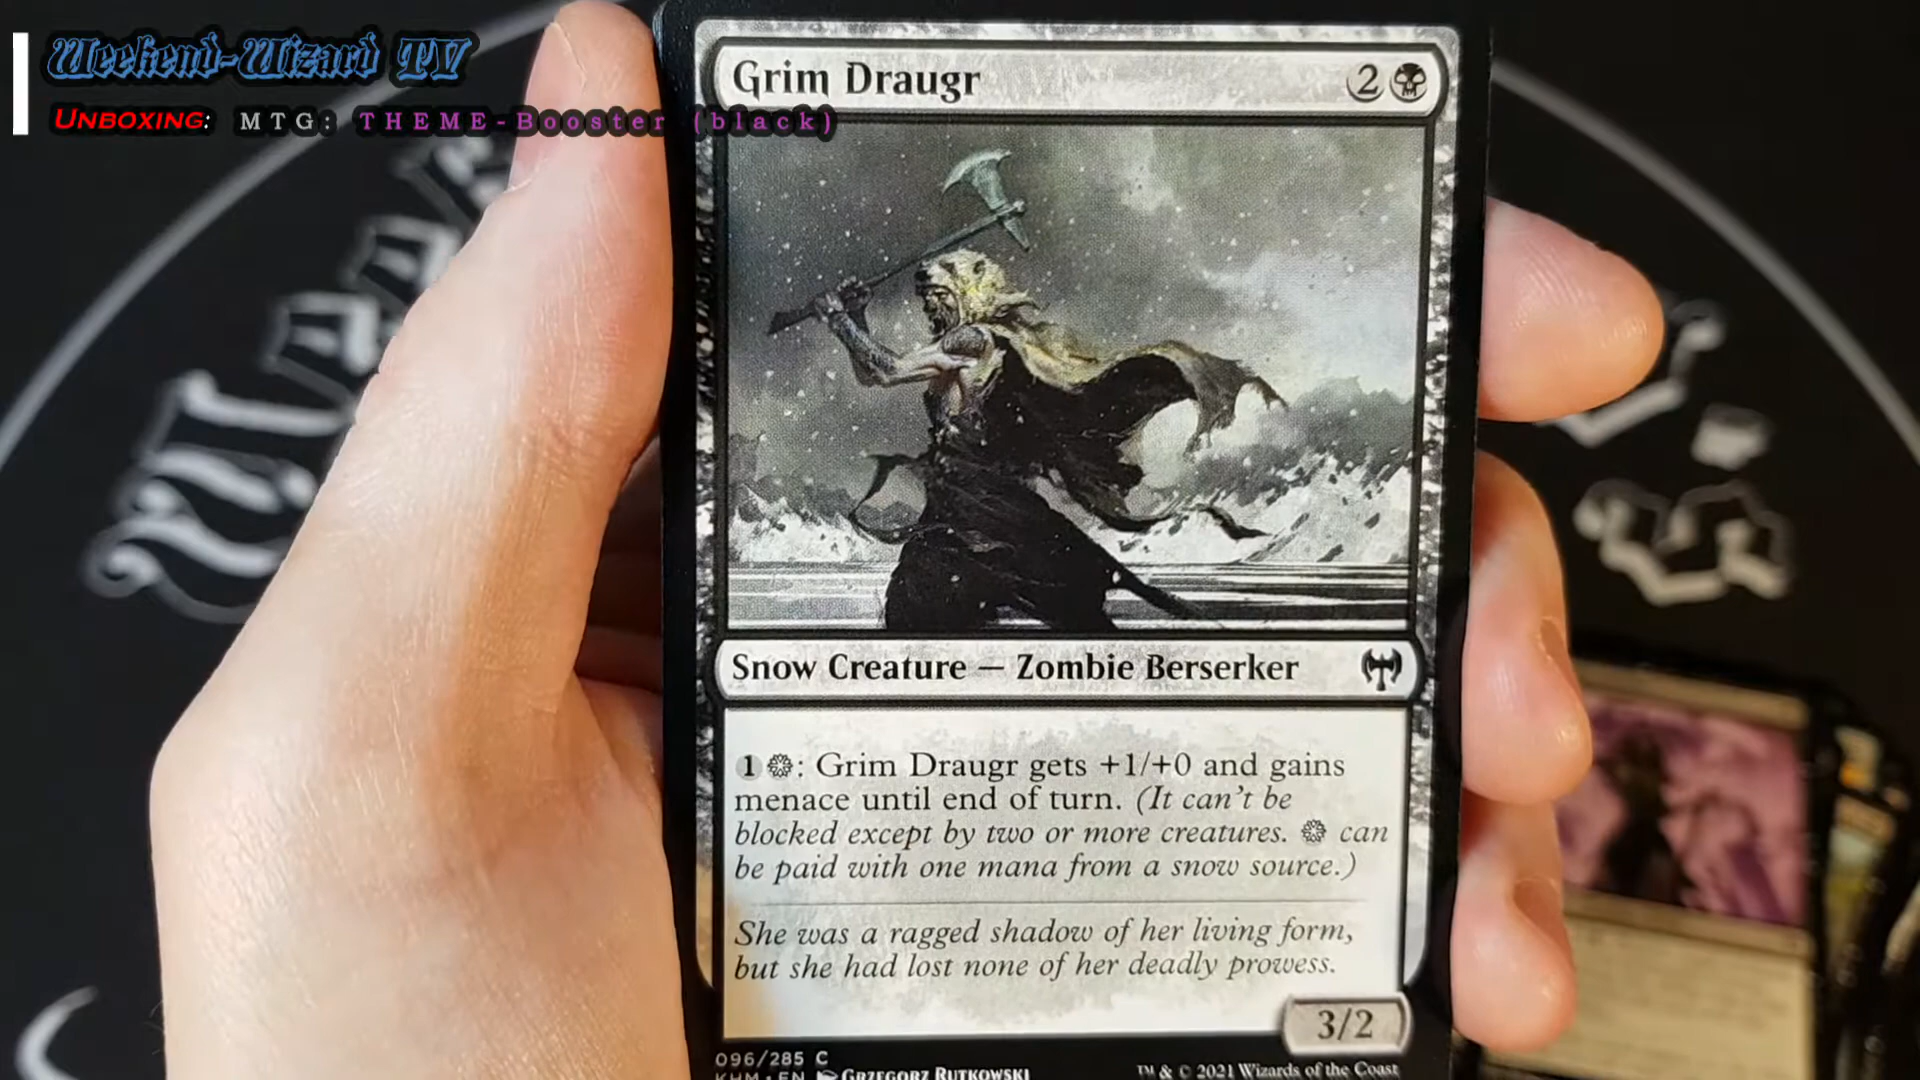 Weekend-Wizard TV
UNBOXING: MTG: THEME-Booster (black)
Grim Draugr 2
Snow Creature — Zombie Berserker
1 : Grim Draugr gets +1/+0 and gains
menace until end of turn. (It can't be
blocked except by two or more creatures. can
be paid with one mana from a snow source.)
She was a ragged shadow of her living form,
but she had lost none of her deadly prowess.
3/2
096/285 C
KHM • EN GRZEGORZ RUTKOWSKI
™ & © 2021 Wizards of the Coast